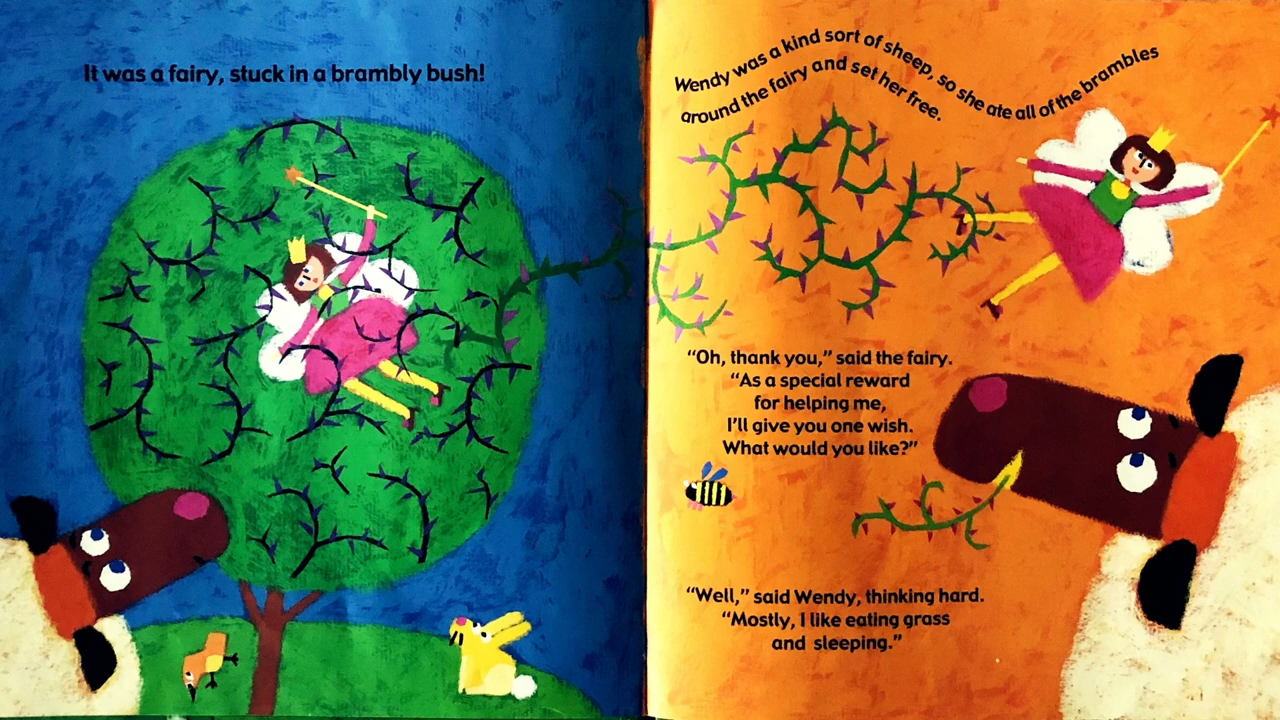 It was a fairy, stuck in a brambly bush!
Wendy was a kind sort of sheep, so she ate all of the brambles
around the fairy and set her free.
“Oh, thank you,” said the fairy.
“As a special reward
for helping me,
I’ll give you one wish.
What would you like?”
“Well,” said Wendy, thinking hard.
“Mostly, I like eating grass
and sleeping.”